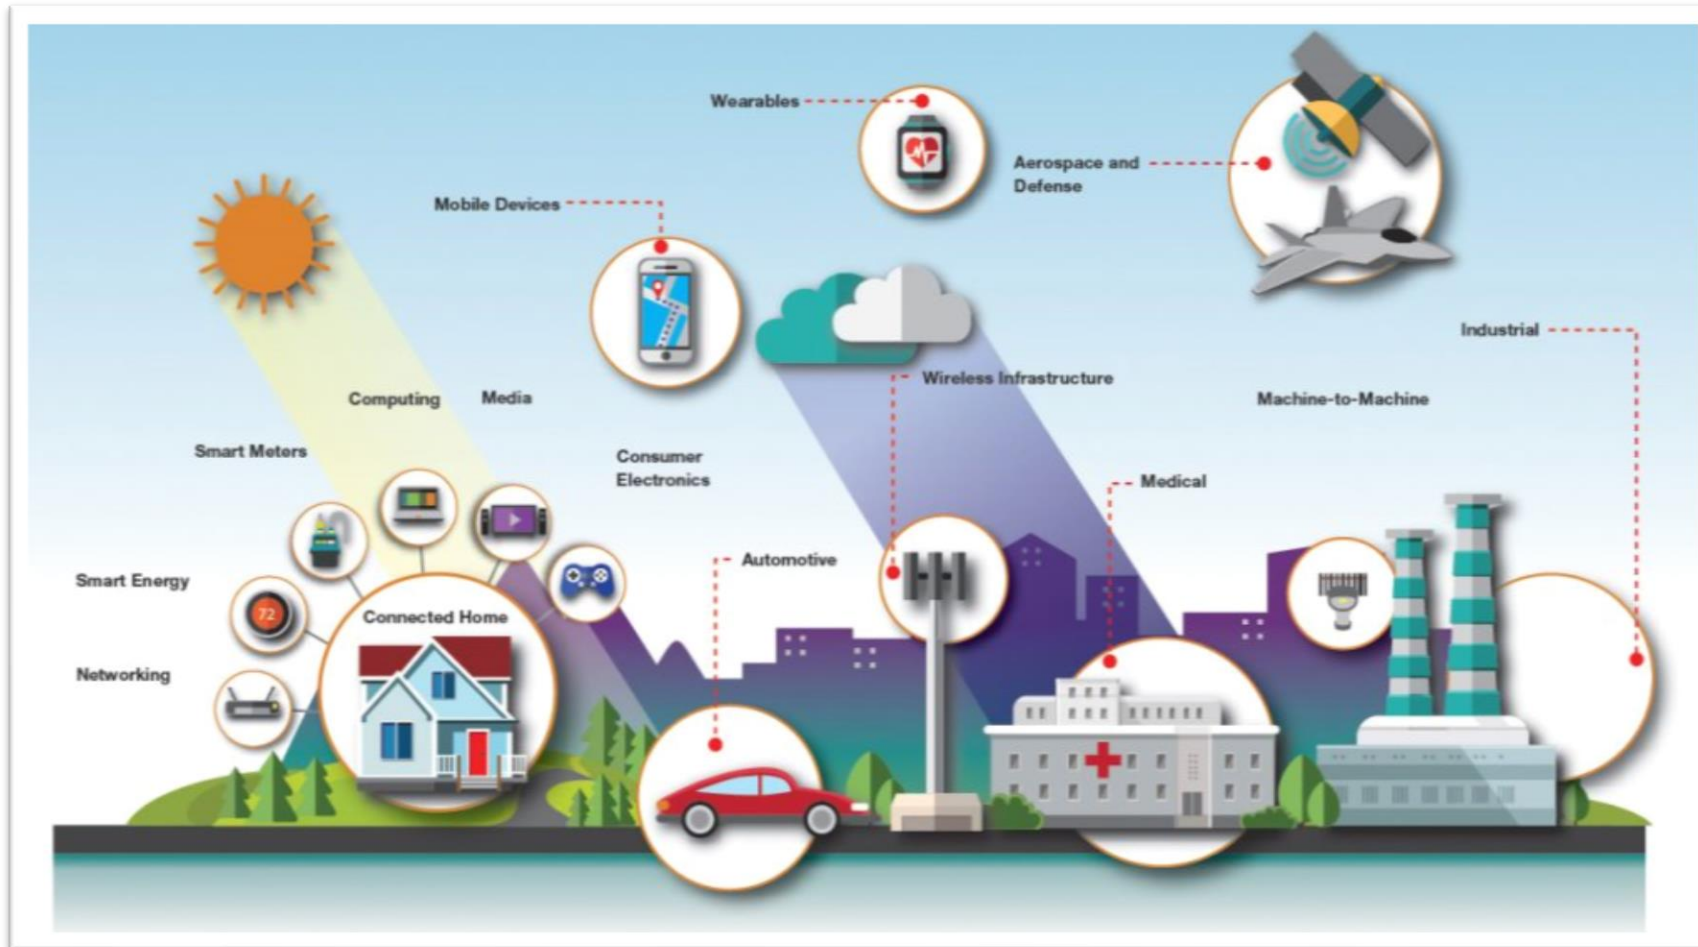 Wearables
Aerospace and
Defense
Mobile Devices
Industrial
Wireless Infrastructure
Computing
Media
Machine-to-Machine
Smart Meters
Consumer
Electronics
Medical
Automotive
Smart Energy
72
Connected Home
Networking